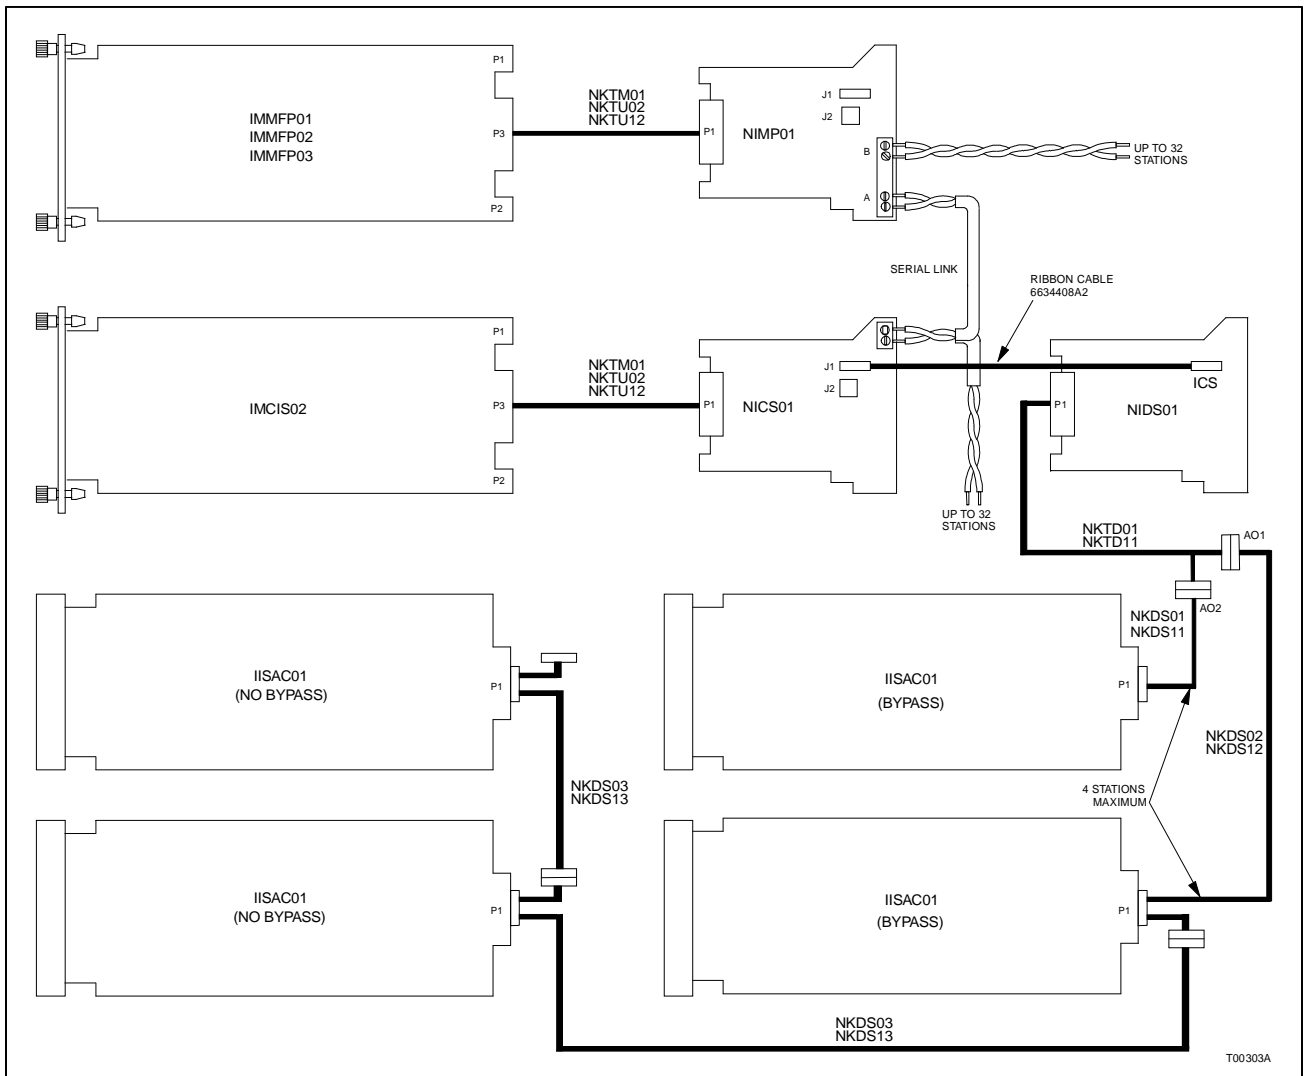 P1
IMMFP01
IMMFP02
IMMFP03
P3
P2
NKTM01
NKTU02
NKTU12
P1
NIMP01
J1
J2
B
A
UP TO 32
STATIONS
SERIAL LINK
RIBBON CABLE
6634408A2
P1
IMCIS02
P3
P2
NKTM01
NKTU02
NKTU12
P1
NICS01
J1
J2
UP TO 32
STATIONS
P1
ICS
NIDS01
NKTD01
NKTD11
AO1
AO2
NKDS01
NKDS11
IISAC01
(NO BYPASS)
P1
IISAC01
(BYPASS)
P1
NKDS02
NKDS12
NKDS03
NKDS13
4 STATIONS
MAXIMUM
IISAC01
(NO BYPASS)
P1
IISAC01
(BYPASS)
P1
NKDS03
NKDS13
T00303A